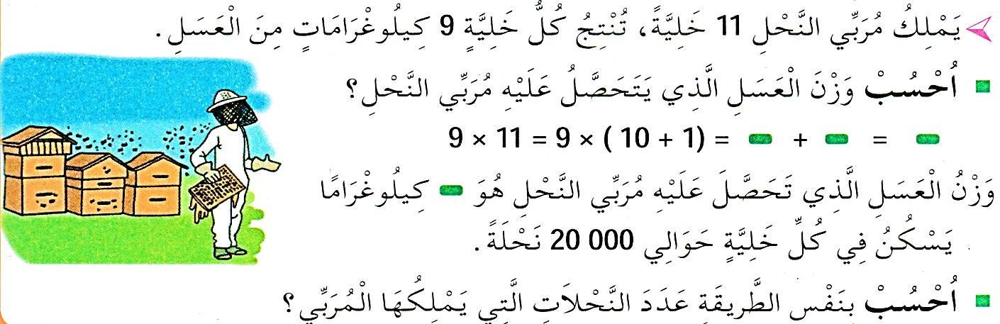 يَمْلِكُ مُرَبِّي النَّحْلِ 11 خَلِيَّةً، تُنْتِجُ كُلُّ خَلِيَّةٍ 9 كِيلُوغْرَامَاتٍ مِنَ الْعَسَلِ.
اُحْسُبْ وَزْنَ الْعَسَلِ الَّذِي يَتَحَصَّلُ عَلَيْهِ مُرَبِّي النَّحْلِ؟
9 × 11 = 9 × ( 10 + 1) = + =
وَزْنُ الْعَسَلِ الَّذِي تَحَصَّلَ عَلَيْهِ مُرَبِّي النَّحْلِ هُوَ كِيلُوغْرَامًا
يَسْكُنُ فِي كُلِّ خَلِيَّةٍ حَوَالِي 000 20 نَحْلَةً.
اُحْسُبْ بِنَفْسِ الطَّرِيقَةِ عَدَدَ النَّحْلَاتِ الَّتِي يَمْلِكُهَا الْمُرَبِّي؟